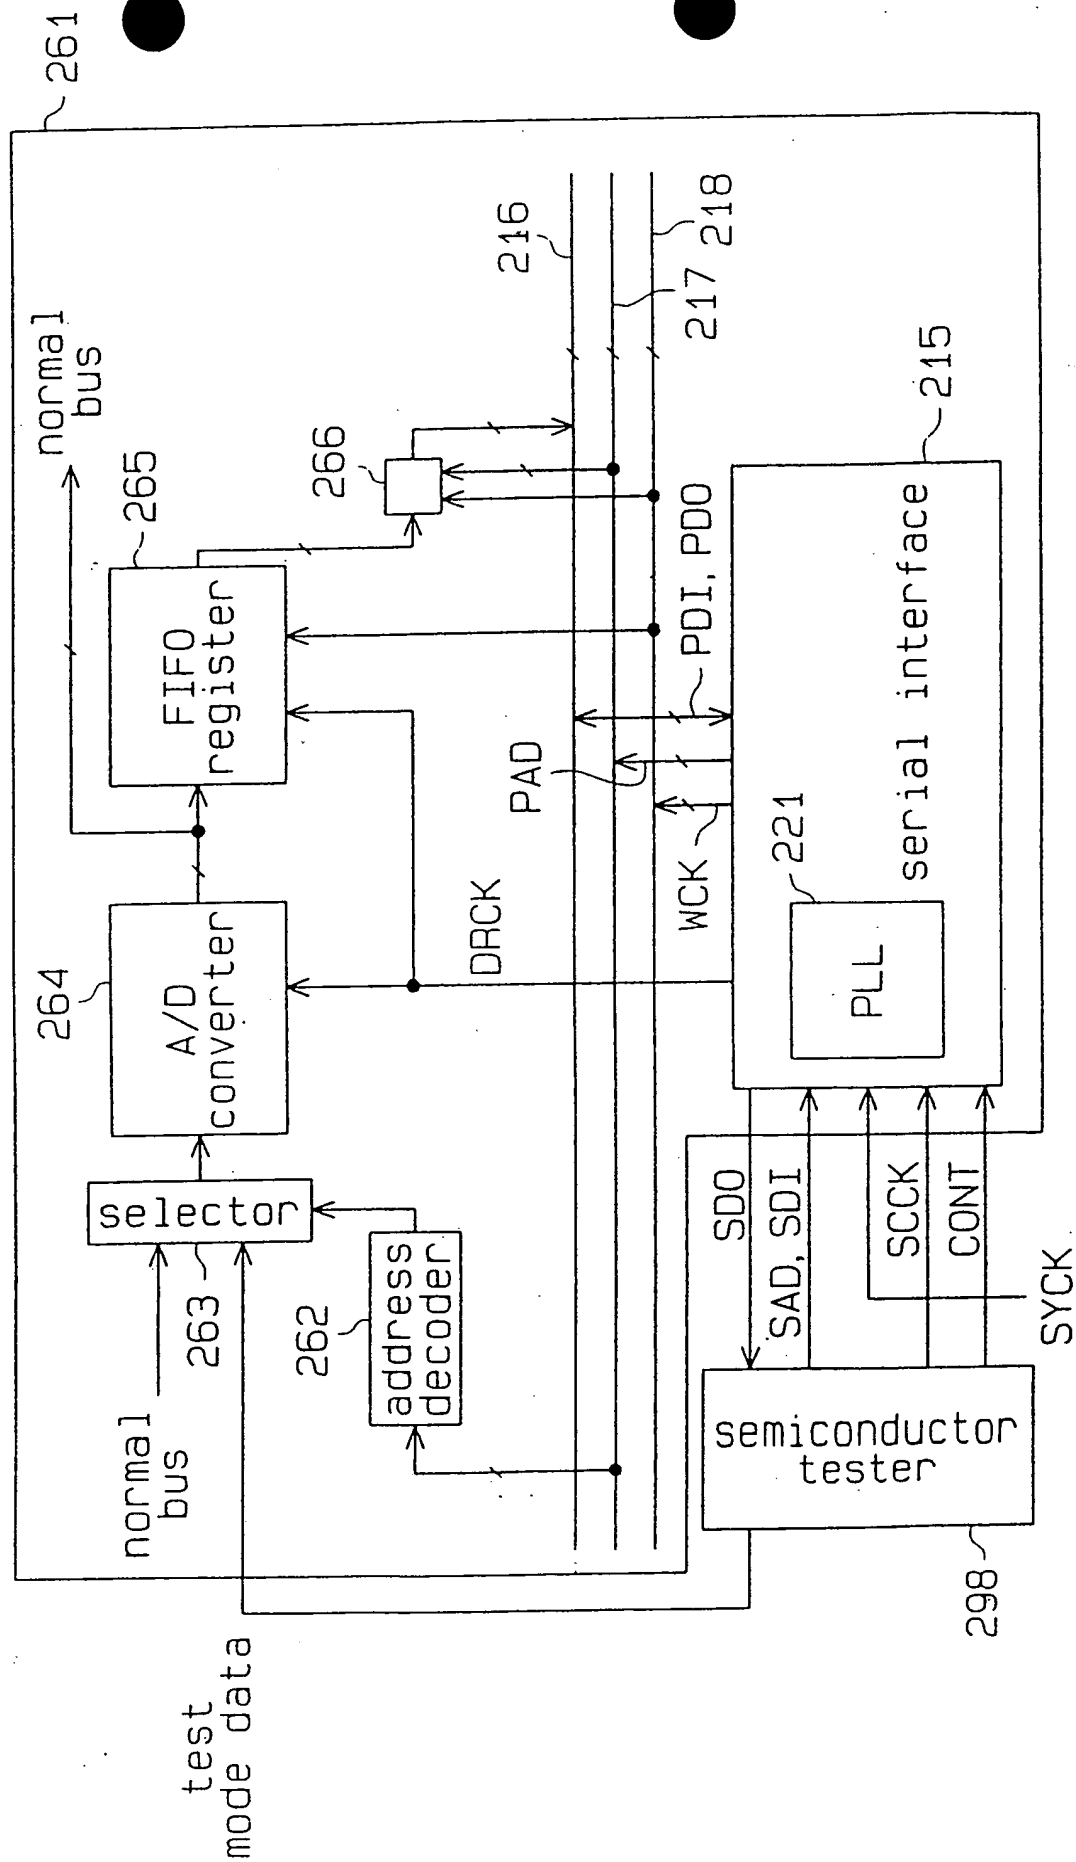 261
normal
bus
265
FIFO
register
266
216
217
218
264
A/D
converter
DRCK
PAD
PDI, PDO
WCK
215
serial interface
221
PLL
selector
263
normal
bus
262
address
decoder
SDO
SAD, SDI
SCCK
CONT
SYCK
semiconductor
tester
298
test
mode data